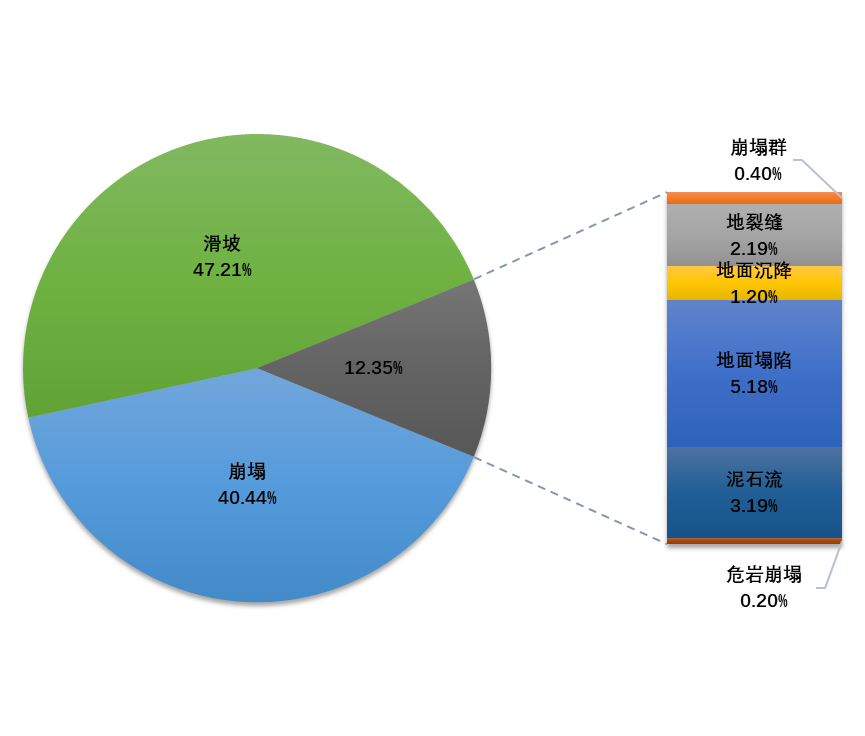 滑坡
47.21%
12.35%
崩塌
40.44%
崩塌群
0.40%
地裂缝
2.19%
地面沉降
1.20%
地面塌陷
5.18%
泥石流
3.19%
危岩崩塌
0.20%